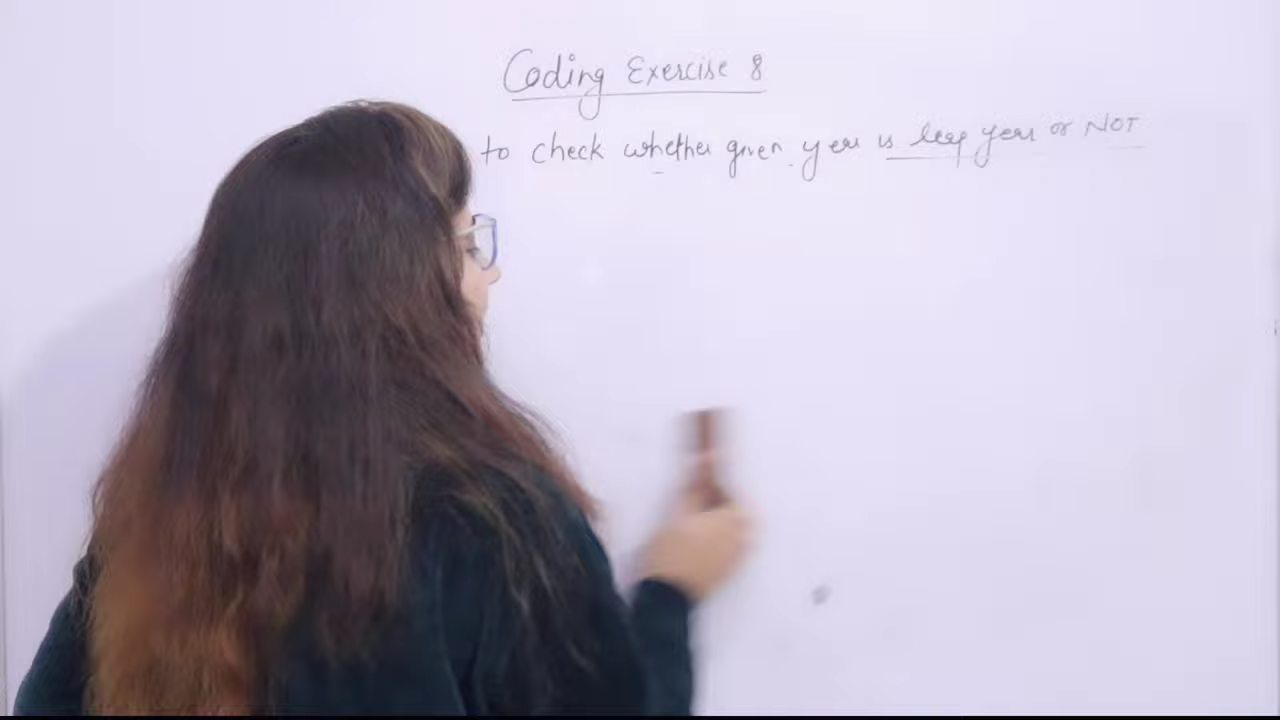 Coding Exercise 8
to check whether given year is leap year or NOT